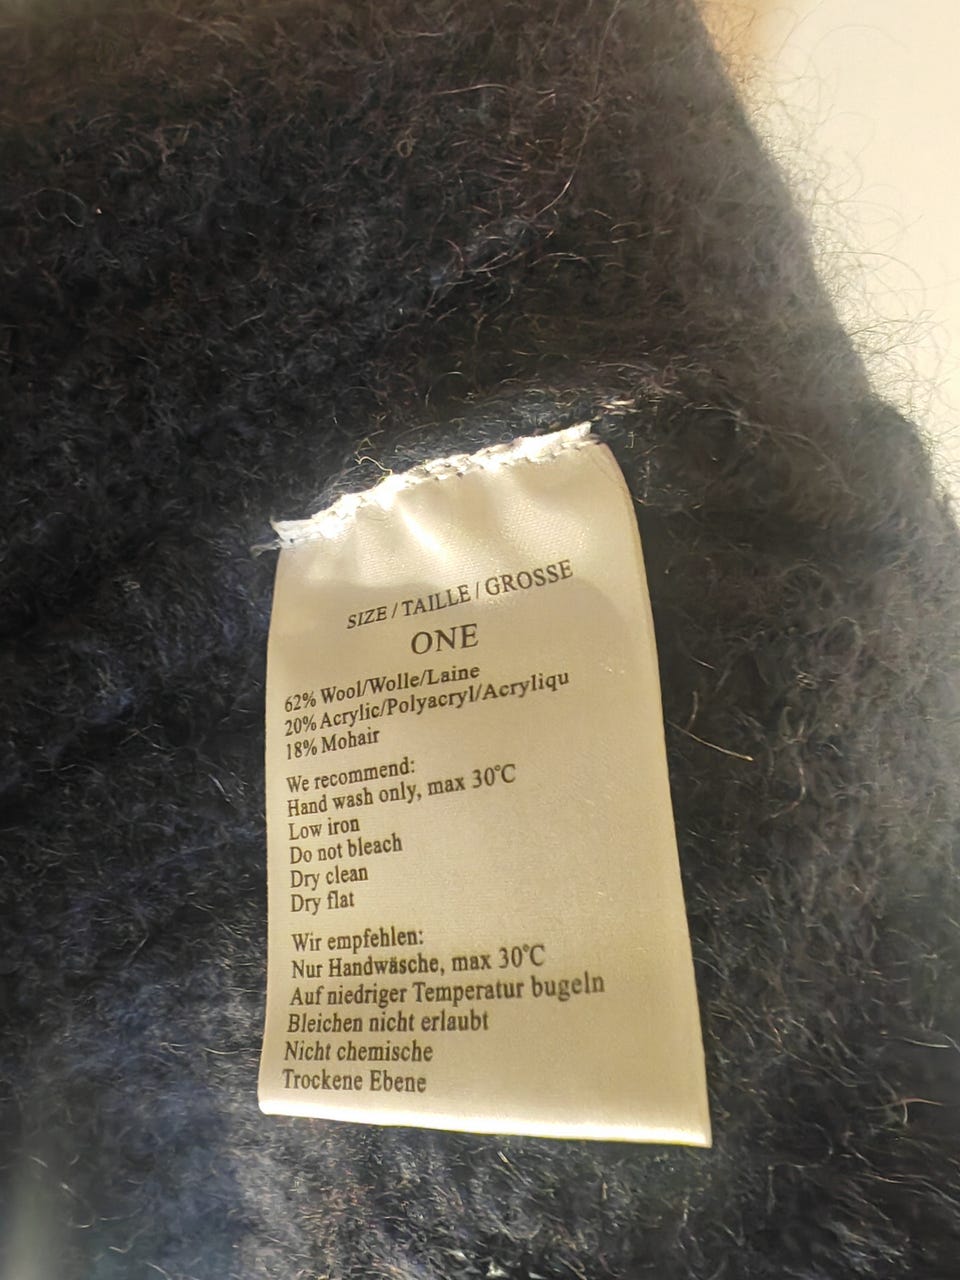 SIZE / TAILLE / GROSSE
ONE
62% Wool/Wolle/Laine
20% Acrylic/Polyacryl/Acryliqu
18% Mohair
We recommend:
Hand wash only, max 30°C
Low iron
Do not bleach
Dry clean
Dry flat
Wir empfehlen:
Nur Handwäsche, max 30°C
Auf niedriger Temperatur bugeln
Bleichen nicht erlaubt
Nicht chemische
Trockene Ebene